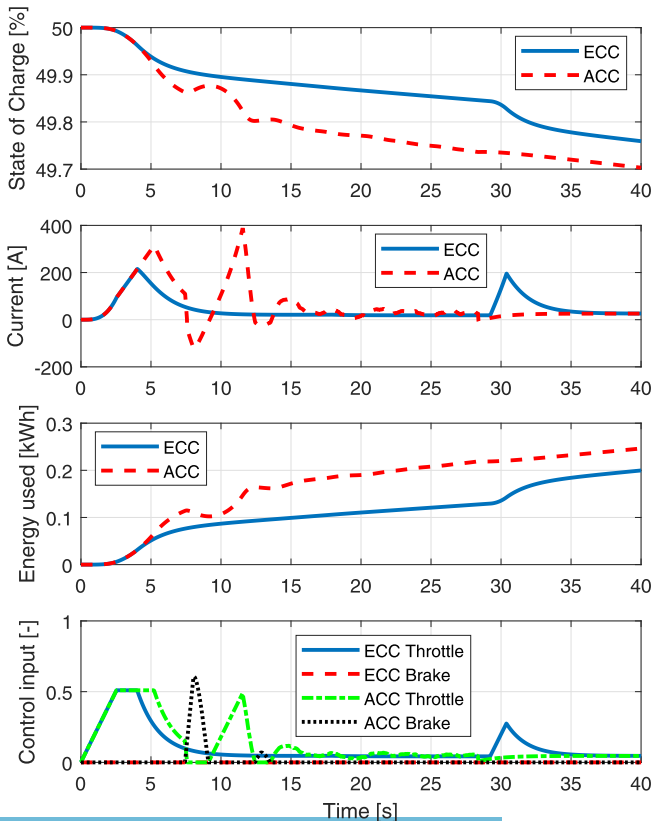 State of Charge [%]
50
49.9
49.8
49.7
ECC
ACC
0 5 10 15 20 25 30 35 40
Current [A]
400
200
0
-200
ECC
ACC
0 5 10 15 20 25 30 35 40
Energy used [kWh]
0.3
0.2
0.1
0
ECC
ACC
0 5 10 15 20 25 30 35 40
Control input [-]
1
0.5
0
ECC Throttle
ECC Brake
ACC Throttle
ACC Brake
0 5 10 15 20 25 30 35 40
Time [s]